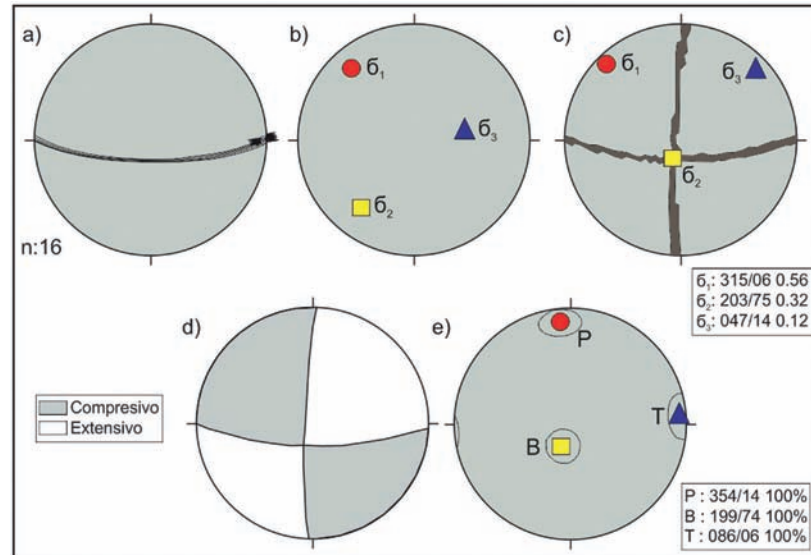 a)
b)
c)
б₁
б₃
б₂
б₁
б₃
б₂
n:16
б₁: 315/06 0.56
б₂: 203/75 0.32
б₃: 047/14 0.12
d)
e)
Compresivo
Extensivo
P
T
B
P : 354/14 100%
B : 199/74 100%
T : 086/06 100%